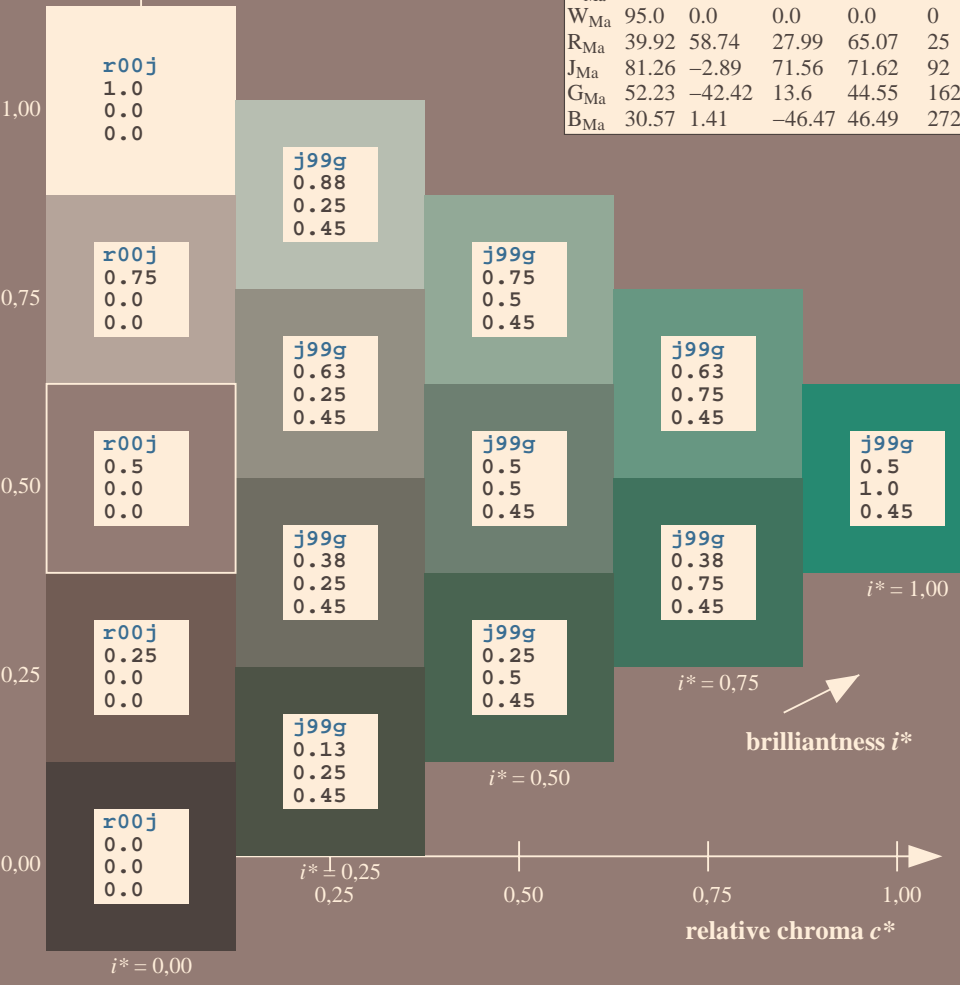 W Ma 95.0 0.0 0.0 0.0 0
R Ma 39.92 58.74 27.99 65.07 25
J Ma 81.26 –2.89 71.56 71.62 92
G Ma 52.23 –42.42 13.6 44.55 162
B Ma 30.57 1.41 –46.47 46.49 272
1,00
0,75
0,50
0,25
0,00
r00j
1.0
0.0
0.0
r00j
0.75
0.0
0.0
r00j
0.5
0.0
0.0
r00j
0.25
0.0
0.0
r00j
0.0
0.0
0.0
i* = 0,00
j99g
0.88
0.25
0.45
j99g
0.63
0.25
0.45
j99g
0.38
0.25
0.45
j99g
0.13
0.25
0.45
i* = 0,25
j99g
0.75
0.5
0.45
j99g
0.5
0.5
0.45
j99g
0.25
0.5
0.45
i* = 0,50
j99g
0.63
0.75
0.45
j99g
0.38
0.75
0.45
i* = 0,75
j99g
0.5
1.0
0.45
i* = 1,00
brilliantness i*
0,25 0,50 0,75 1,00
relative chroma c*